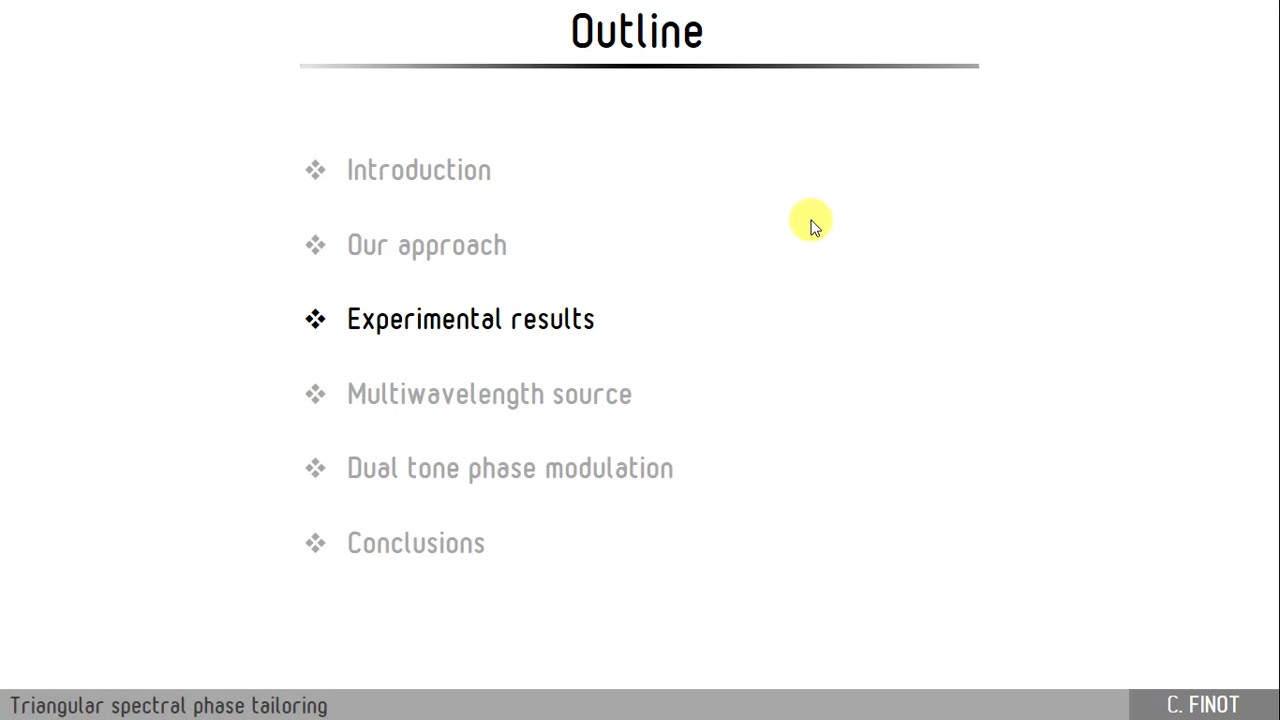 Outline
❖ Introduction
❖ Our approach
❖ Experimental results
❖ Multiwavelength source
❖ Dual tone phase modulation
❖ Conclusions
Triangular spectral phase tailoring
C. FINOT